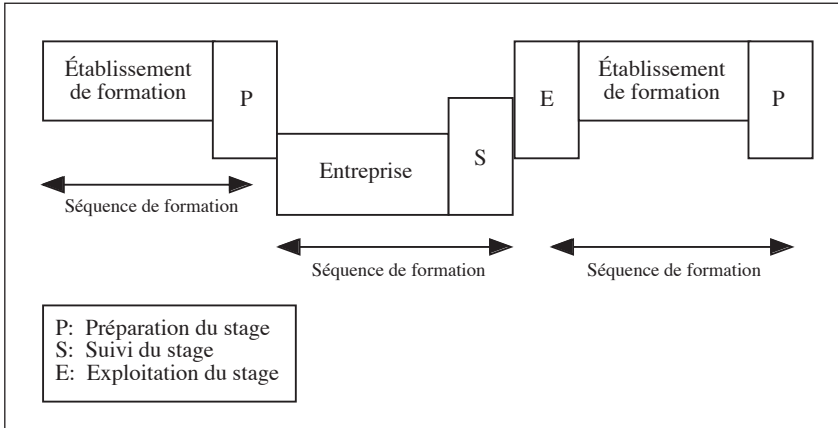 Établissement
de formation
P
Entreprise
S
E
Établissement
de formation
P
Séquence de formation
Séquence de formation
Séquence de formation
P: Préparation du stage
S: Suivi du stage
E: Exploitation du stage